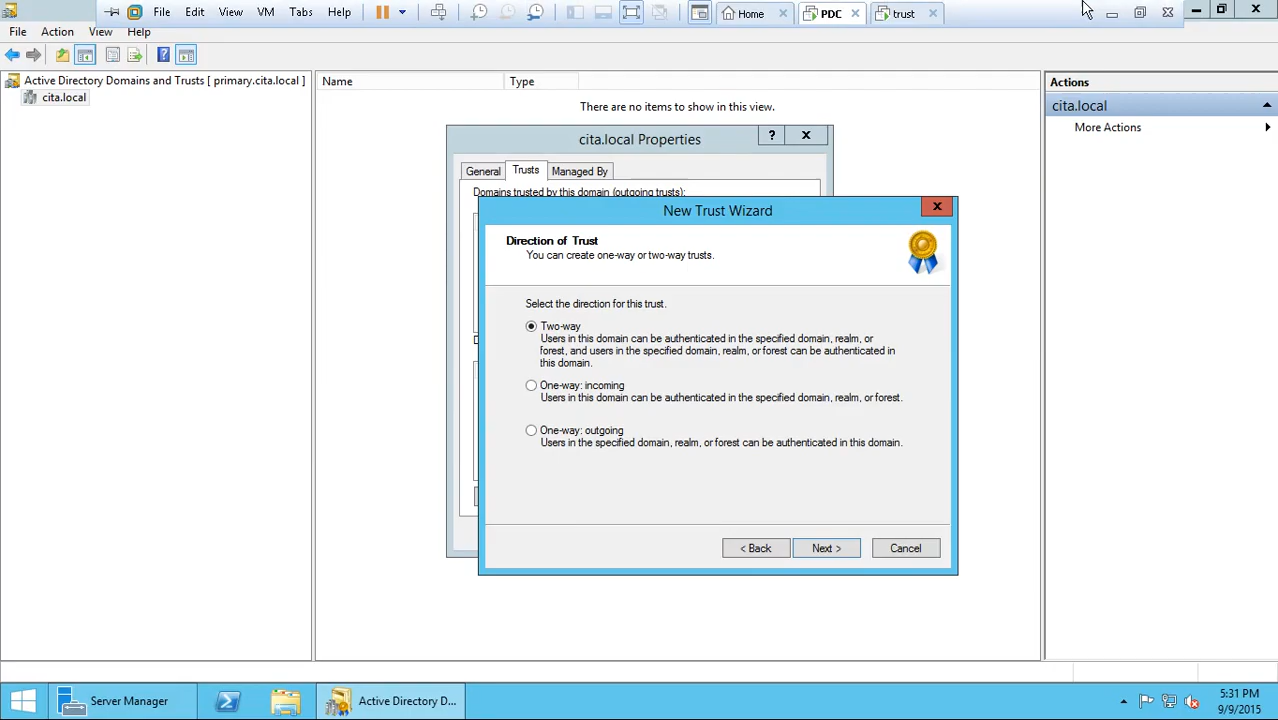 File Edit View VM Tabs Help Home PDC trust
File Action View Help
Active Directory Domains and Trusts [ primary.cita.local ]
cita.local
Name Type
There are no items to show in this view.
Actions
cita.local
More Actions
cita.local Properties
General Trusts Managed By
Domains trusted by this domain (outgoing trusts):
New Trust Wizard
Direction of Trust
You can create one-way or two-way trusts.
Select the direction for this trust.
Two-way
Users in this domain can be authenticated in the specified domain, realm, or
forest, and users in the specified domain, realm, or forest can be authenticated in
this domain.
One-way: incoming
Users in this domain can be authenticated in the specified domain, realm, or forest.
One-way: outgoing
Users in the specified domain, realm, or forest can be authenticated in this domain.
< Back Next > Cancel
Server Manager
Active Directory D...
5:31 PM
9/9/2015